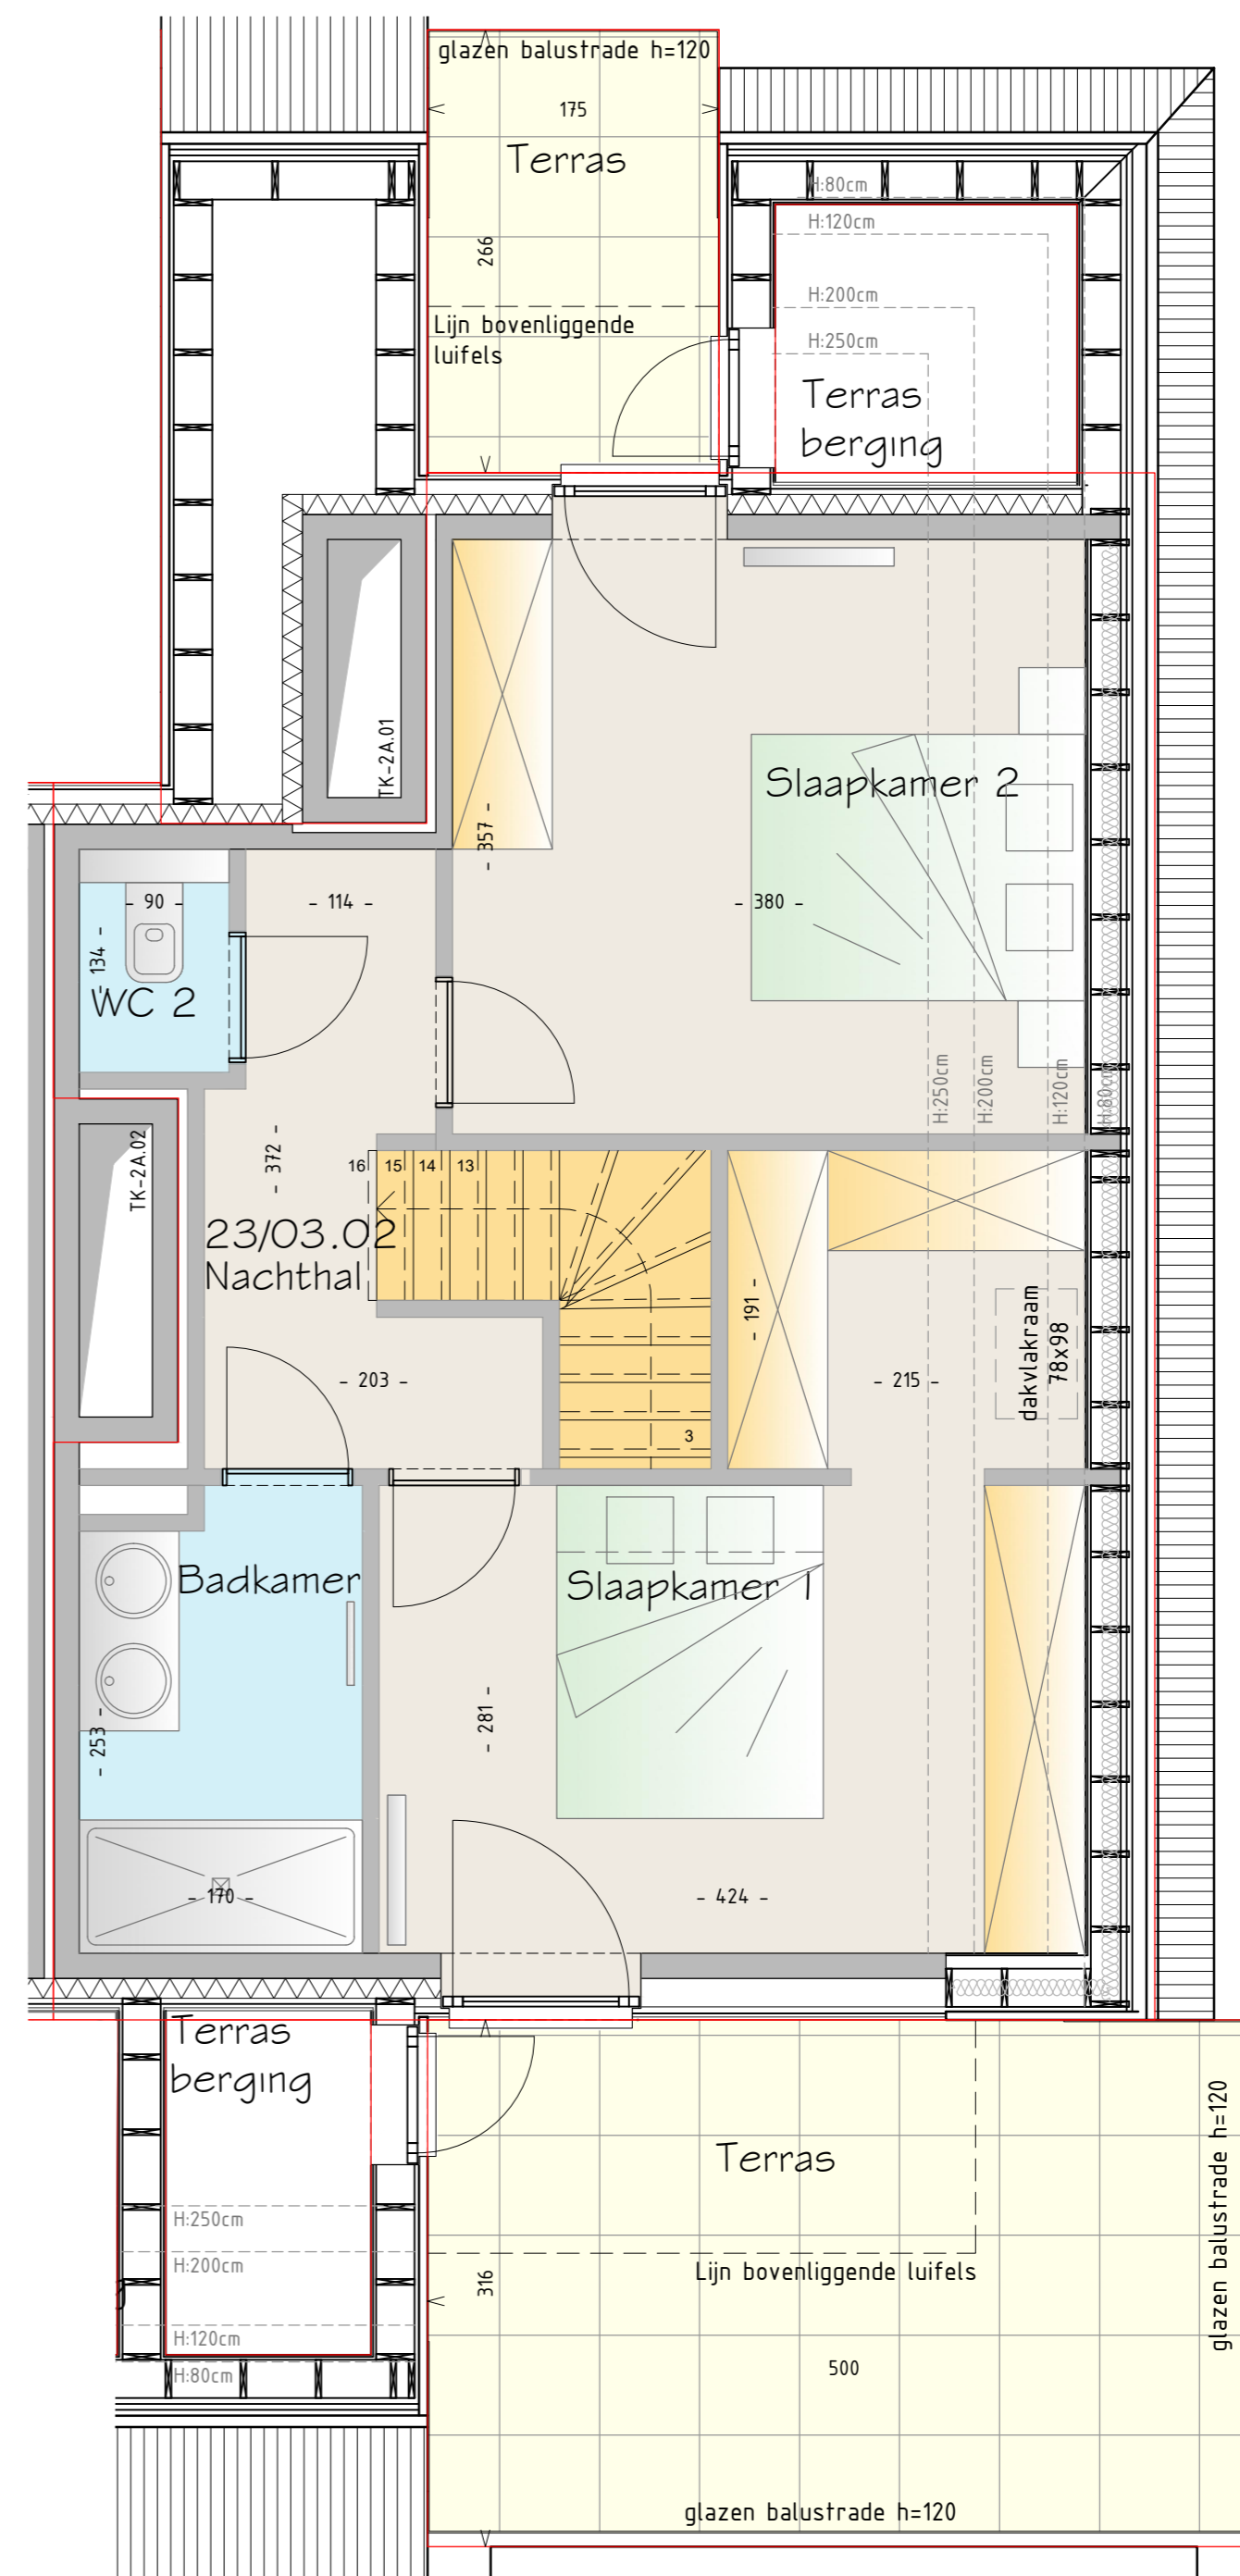 glazen balustrade h=120
175
Terras
266
Lijn bovenliggende
luifels
H:80cm
H:120cm
H:200cm
H:250cm
Terras
berging
TK-2A.01
Slaapkamer 2
- 357 -
- 380 -
- 90 -
- 114 -
- 134 -
WC 2
H:250cm
H:200cm
H:120cm
H:80cm
TK-2A.02
- 372 -
16 15 14 13
23/03.02
Nachthal
- 191 -
dakvlakraam
78x98
- 203 -
- 215 -
3
Badkamer
Slaapkamer 1
- 253 -
- 281 -
- 170 -
- 424 -
Terras
berging
Terras
glazen balustrade h=120
H:250cm
H:200cm
H:120cm
H:80cm
Lijn bovenliggende luifels
316
500
glazen balustrade h=120